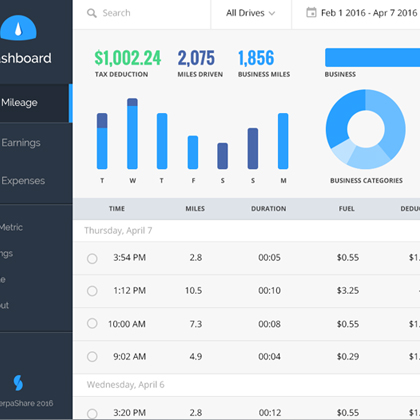 Search
All Drives
Feb 1 2016 - Apr 7 2016
shboard
Mileage
Earnings
Expenses
Metric
ngs
e
out
erpaShare 2016
$1,002.24
TAX DEDUCTION
2,075
MILES DRIVEN
1,856
BUSINESS MILES
BUSINESS
T W T F S S M
BUSINESS CATEGORIES
TIME MILES DURATION FUEL DEDU
Thursday, April 7
3:54 PM 2.8 00:05 $0.55 $1.
1:12 PM 10.5 00:10 $3.25 -
10:00 AM 7.3 00:08 $0.55 $1.
9:02 AM 4.9 00:04 $0.29 $1.
Wednesday, April 6
3:20 PM 2.8 00:12 $0.55 $1.